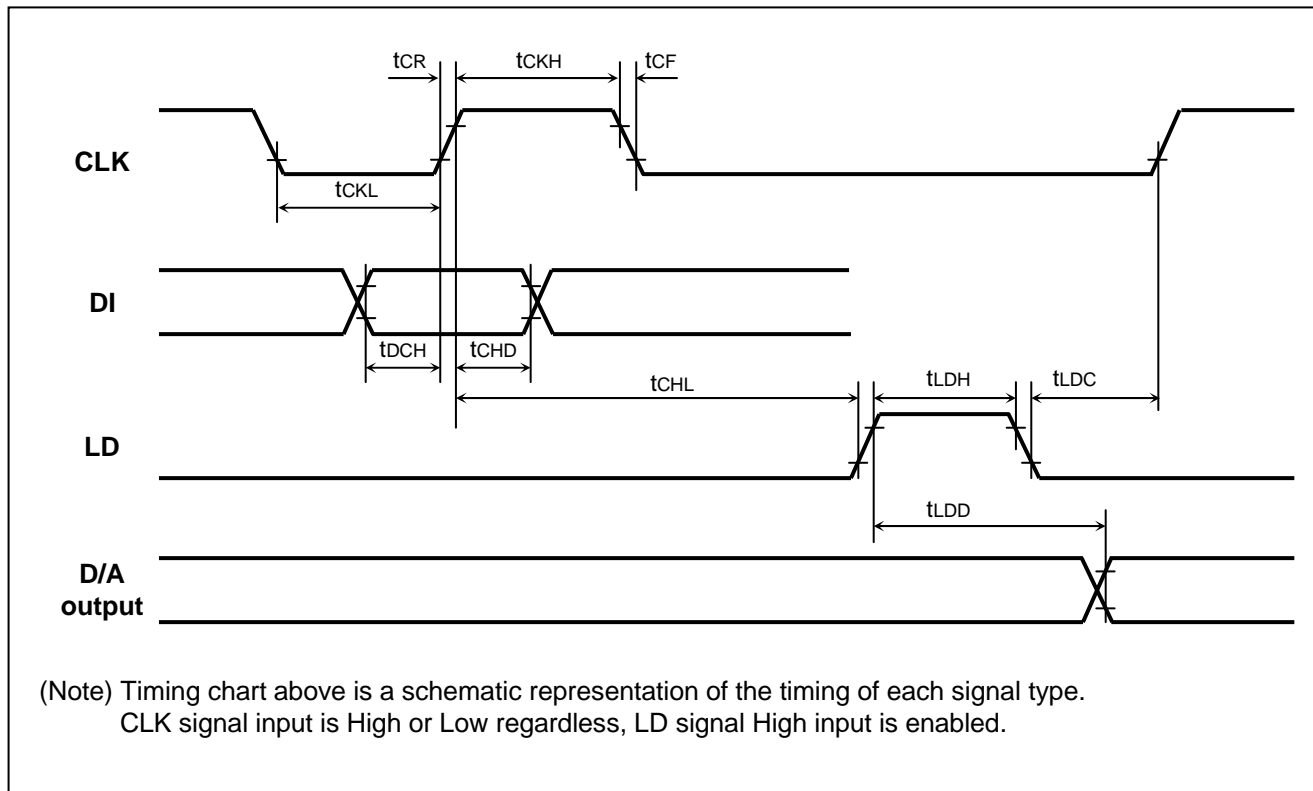 tCR
tCKH
tCF
CLK
tCKL
DI
tDCH
tCHD
tCHL
tLDH
tLDC
LD
tLDD
D/A
output
(Note) Timing chart above is a schematic representation of the timing of each signal type.
CLK signal input is High or Low regardless, LD signal High input is enabled.